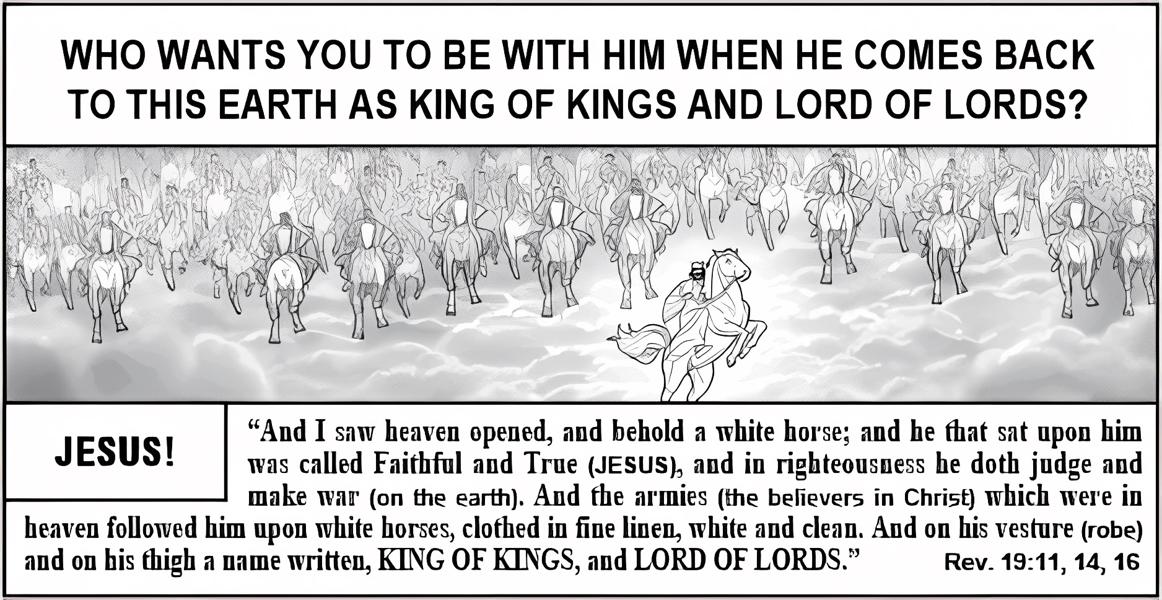 WHO WANTS YOU TO BE WITH HIM WHEN HE COMES BACK
TO THIS EARTH AS KING OF KINGS AND LORD OF LORDS?
JESUS!
“And I saw heaven opened, and behold a white horse; and he that sat upon him
was called Faithful and True (JESUS), and in righteousness he doth judge and
make war (on the earth). And the armies (the believers in Christ) which were in
heaven followed him upon white horses, clothed in fine linen, white and clean. And on his vesture (robe)
and on his thigh a name written, KING OF KINGS, and LORD OF LORDS.” Rev. 19:11, 14, 16